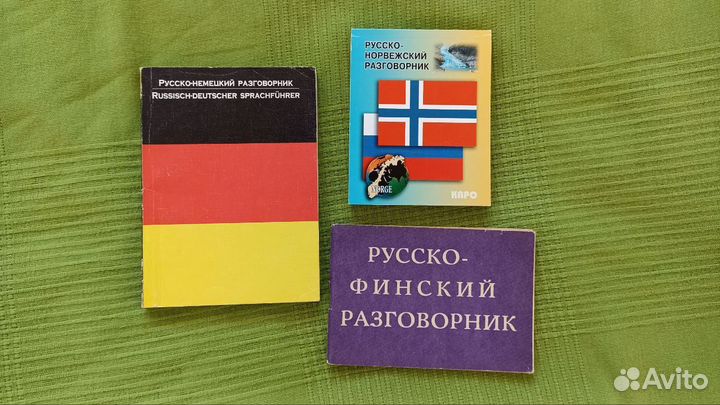 Русско-немецкий разговорник
Russisch-deutscher sprachführer
РУССКО-
НОРВЕЖСКИЙ
РАЗГОВОРНИК
NORGE
КАРО
РУССКО-
ФИНСКИЙ
РАЗГОВОРНИК
Avito